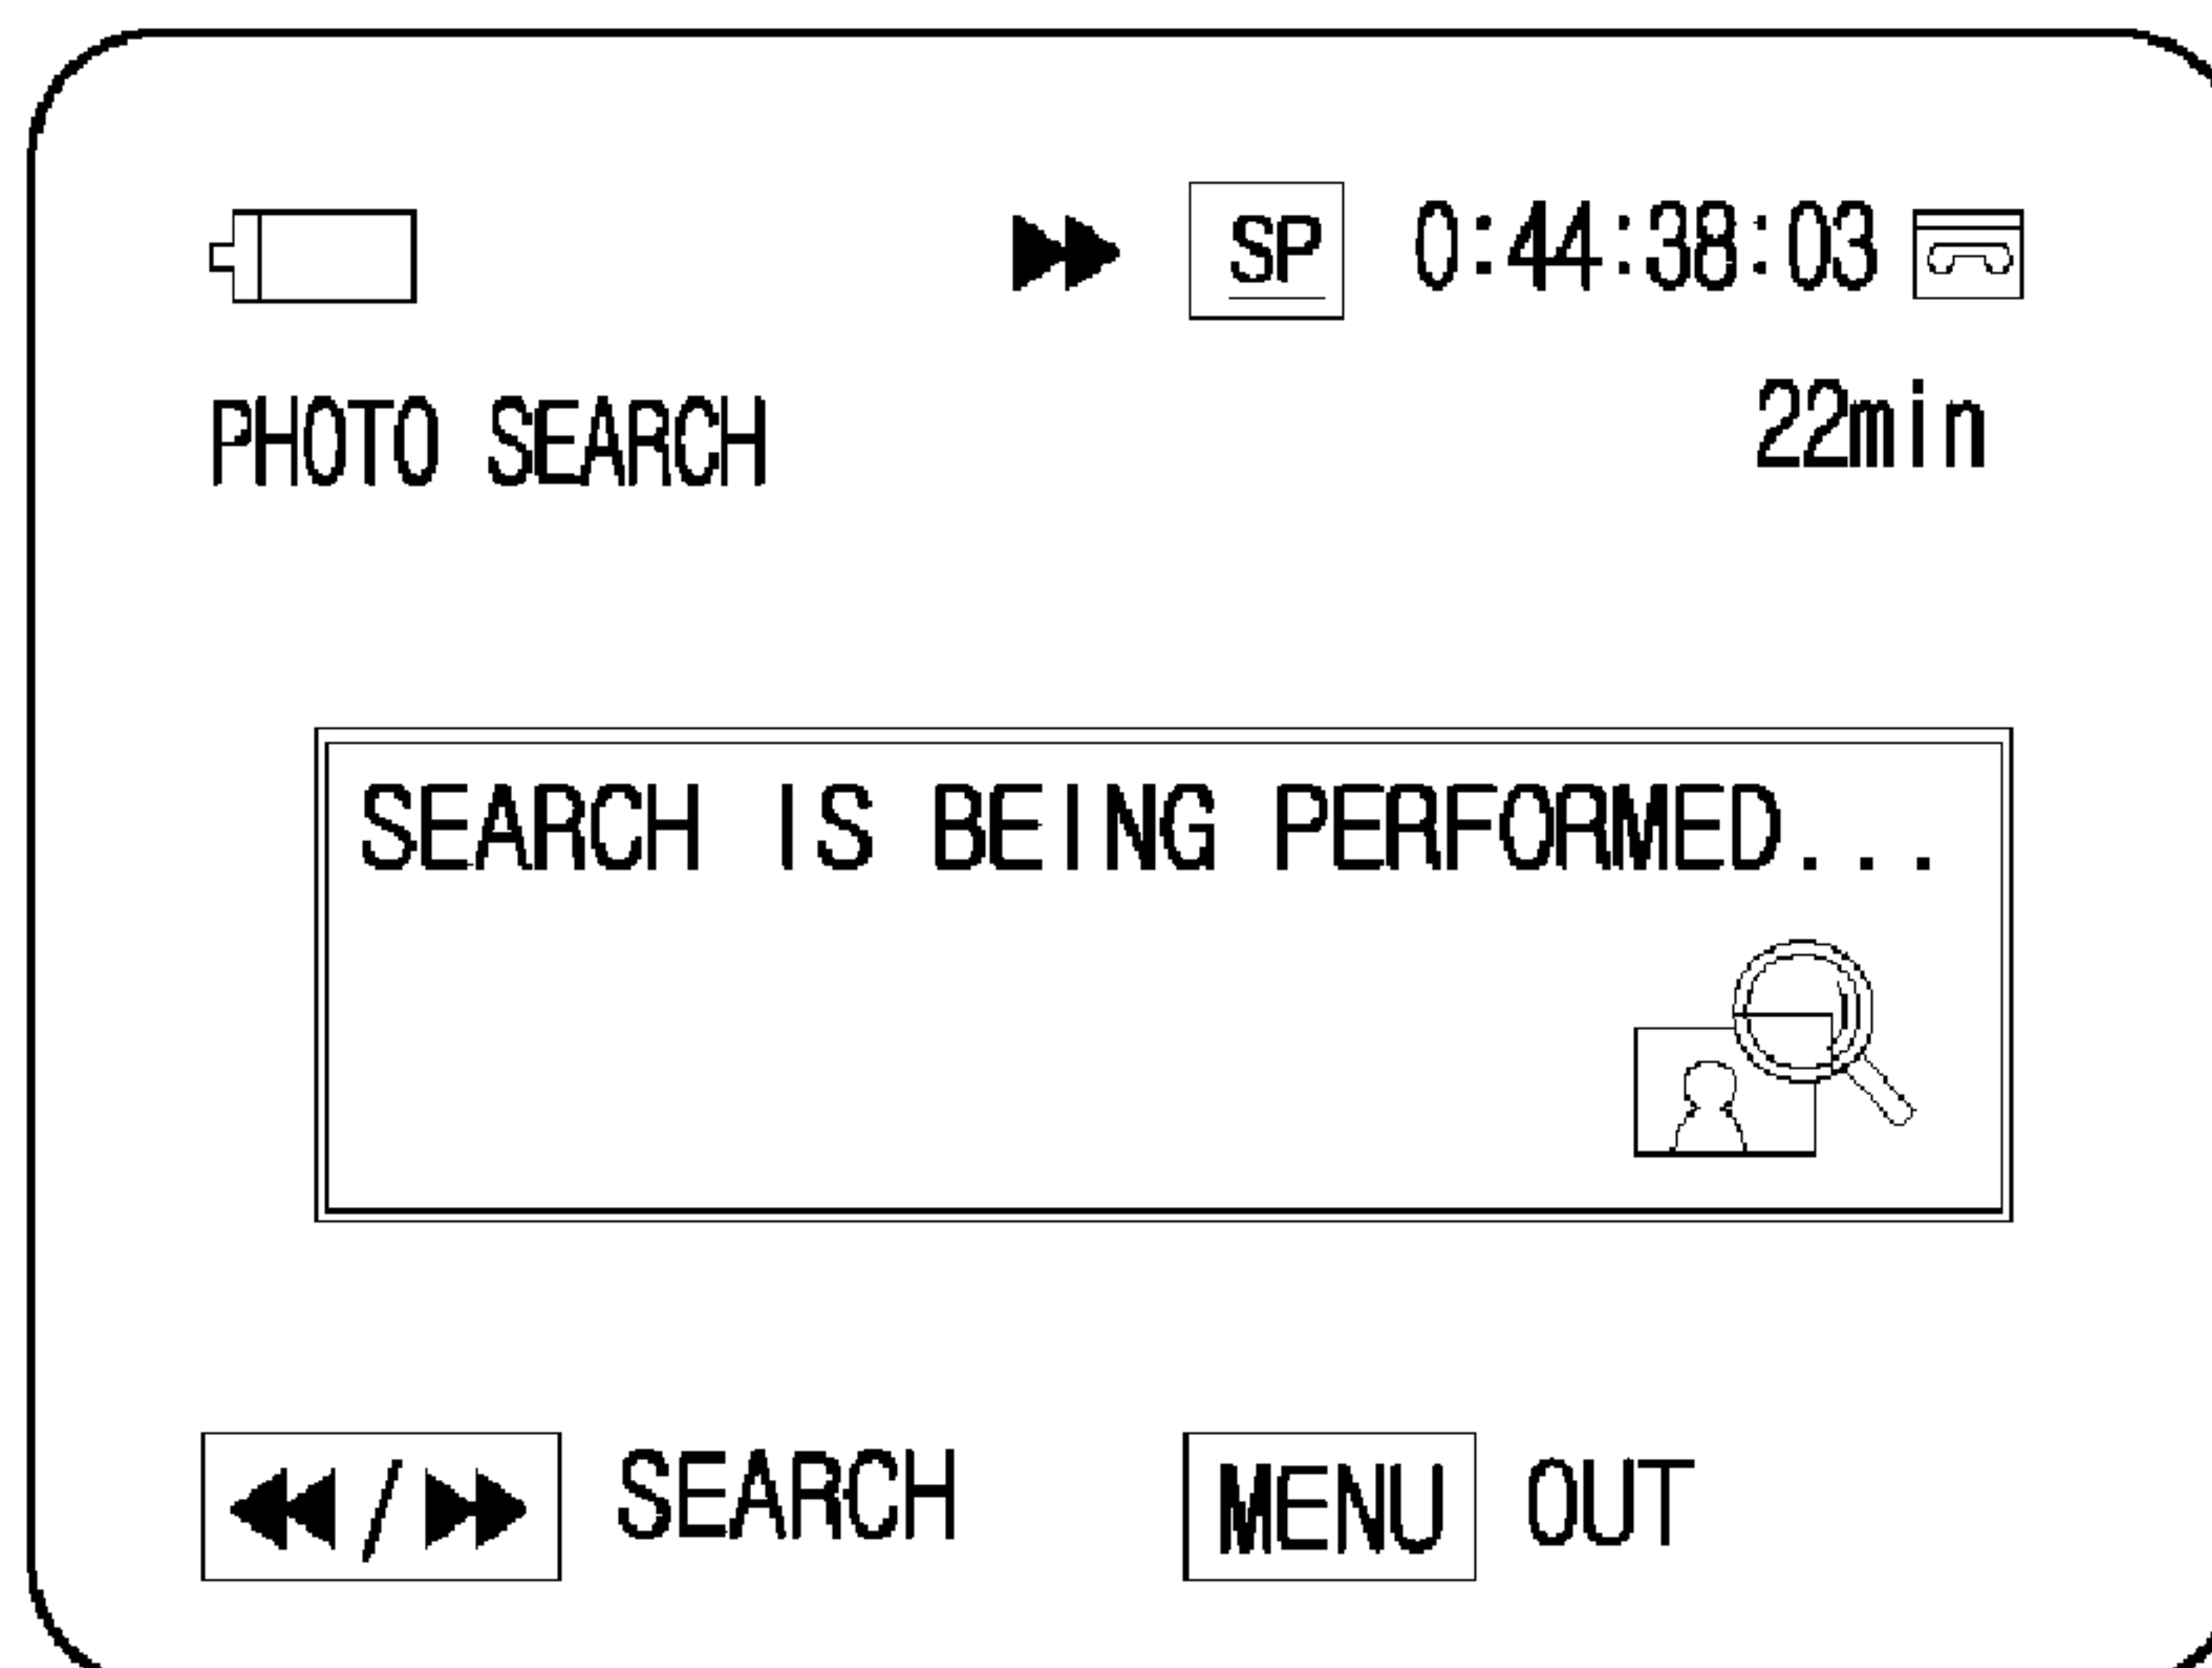 SP 0:44:38:03
PHOTO SEARCH 22min
SEARCH IS BEING PERFORMED...
/ SEARCH MENU OUT